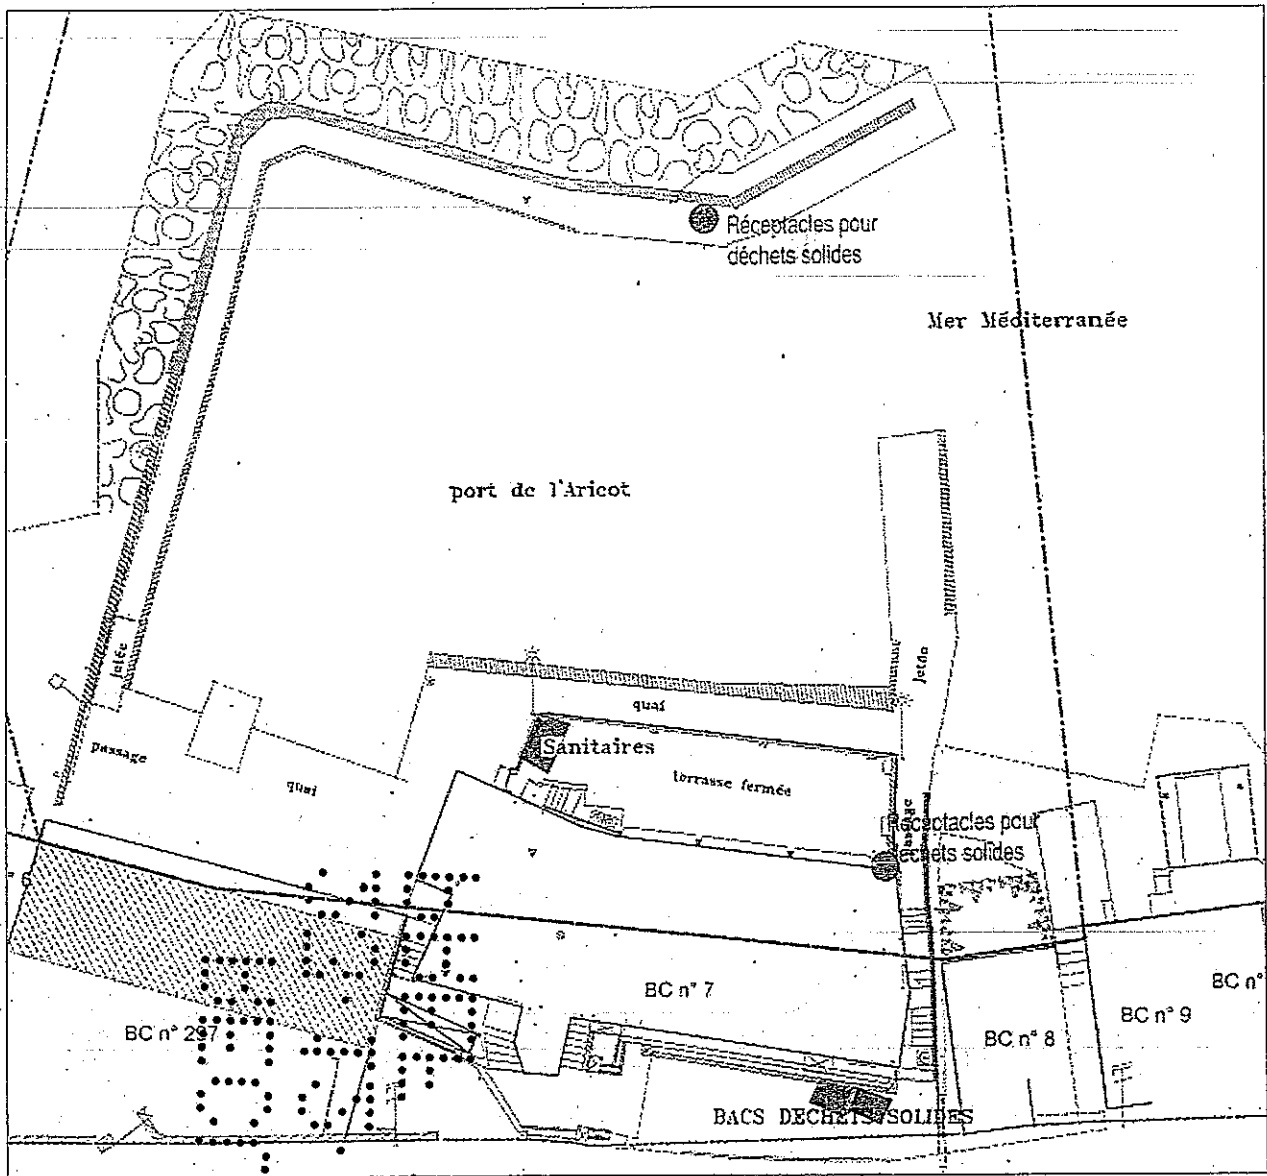 Réceptacles pour
déchets solides
Mer Méditerranée
port de l'Aricot
jetée
jetée
quai
passage
Sanitaires
terrasse fermée
quai
passage
Réceptacles pour
déchets solides
BC n° 7
BC n°
BC n° 9
BC n° 8
BC n° 297
BACS DECHETS SOLIDES